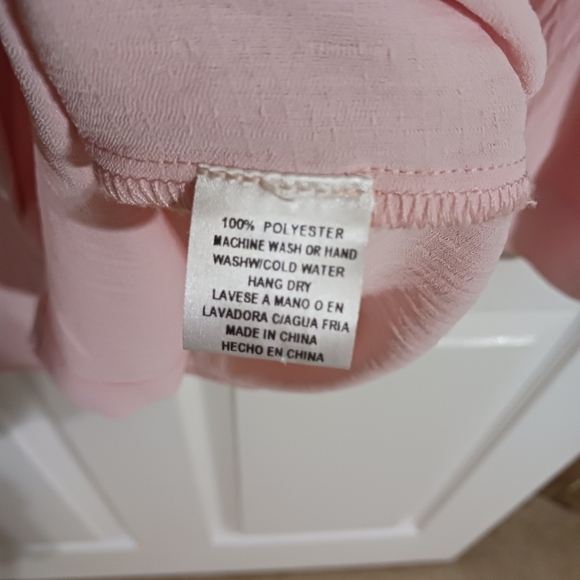 100% POLYESTER
MACHINE WASH OR HAND
WASHW/COLD WATER
HANG DRY
LAVESE A MANO O EN
LAVADORA C/AGUA FRIA
MADE IN CHINA
HECHO EN CHINA